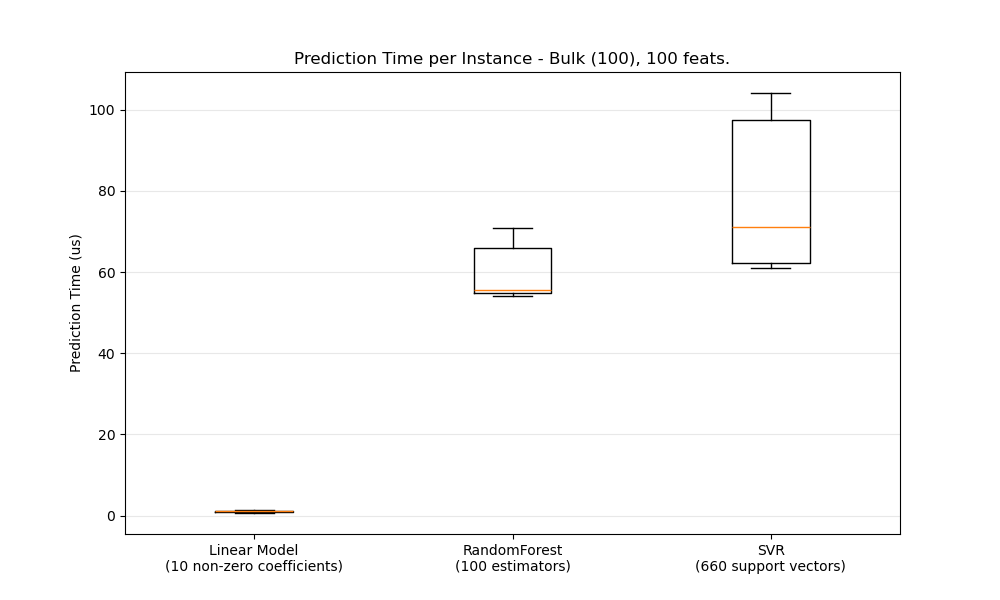 Prediction Time per Instance - Bulk (100), 100 feats.
Prediction Time (us)
100
80
60
40
20
0
Linear Model
(10 non-zero coefficients)
RandomForest
(100 estimators)
SVR
(660 support vectors)